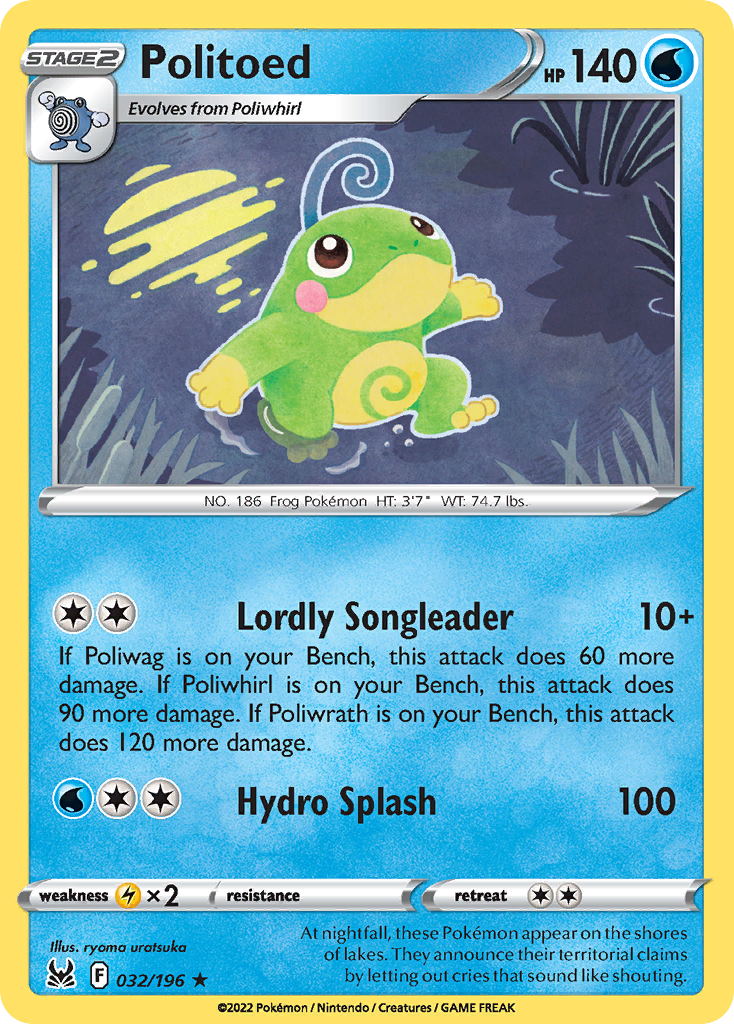 STAGE 2
Politoed
HP 140
Evolves from Poliwhirl
NO. 186 Frog Pokémon HT: 3'7" WT: 74.7 lbs.
Lordly Songleader 10+
If Poliwag is on your Bench, this attack does 60 more
damage. If Poliwhirl is on your Bench, this attack does
90 more damage. If Poliwrath is on your Bench, this attack
does 120 more damage.
Hydro Splash 100
weakness ×2 resistance retreat
Illus. ryoma uratsuka
At nightfall, these Pokémon appear on the shores
of lakes. They announce their territorial claims
by letting out cries that sound like shouting.
F 032/196 ★
©2022 Pokémon / Nintendo / Creatures / GAME FREAK